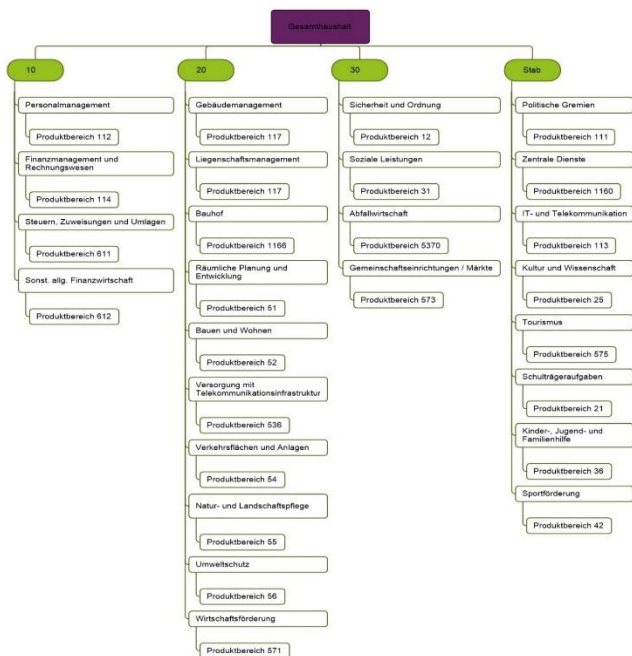 Gesamthaushalt
10
Personalmanagement
Produktbereich 112
Finanzmanagement und
Rechnungswesen
Produktbereich 114
Steuern, Zuweisungen und Umlagen
Produktbereich 611
Sonst. allg. Finanzwirtschaft
Produktbereich 612
20
Gebäudemanagement
Produktbereich 117
Liegenschaftsmanagement
Produktbereich 117
Bauhof
Produktbereich 1166
Räumliche Planung und
Entwicklung
Produktbereich 51
Bauen und Wohnen
Produktbereich 52
Versorgung mit
Telekommunikationsinfrastruktur
Produktbereich 536
Verkehrsflächen und Anlagen
Produktbereich 54
Natur- und Landschaftspflege
Produktbereich 55
Umweltschutz
Produktbereich 56
Wirtschaftsförderung
Produktbereich 571
30
Sicherheit und Ordnung
Produktbereich 12
Soziale Leistungen
Produktbereich 31
Abfallwirtschaft
Produktbereich 5370
Gemeinschaftseinrichtungen / Märkte
Produktbereich 573
Stab
Politische Gremien
Produktbereich 111
Zentrale Dienste
Produktbereich 1160
IT- und Telekommunikation
Produktbereich 113
Kultur und Wissenschaft
Produktbereich 25
Tourismus
Produktbereich 575
Schulträgeraufgaben
Produktbereich 21
Kinder-, Jugend- und
Familienhilfe
Produktbereich 36
Sportförderung
Produktbereich 42